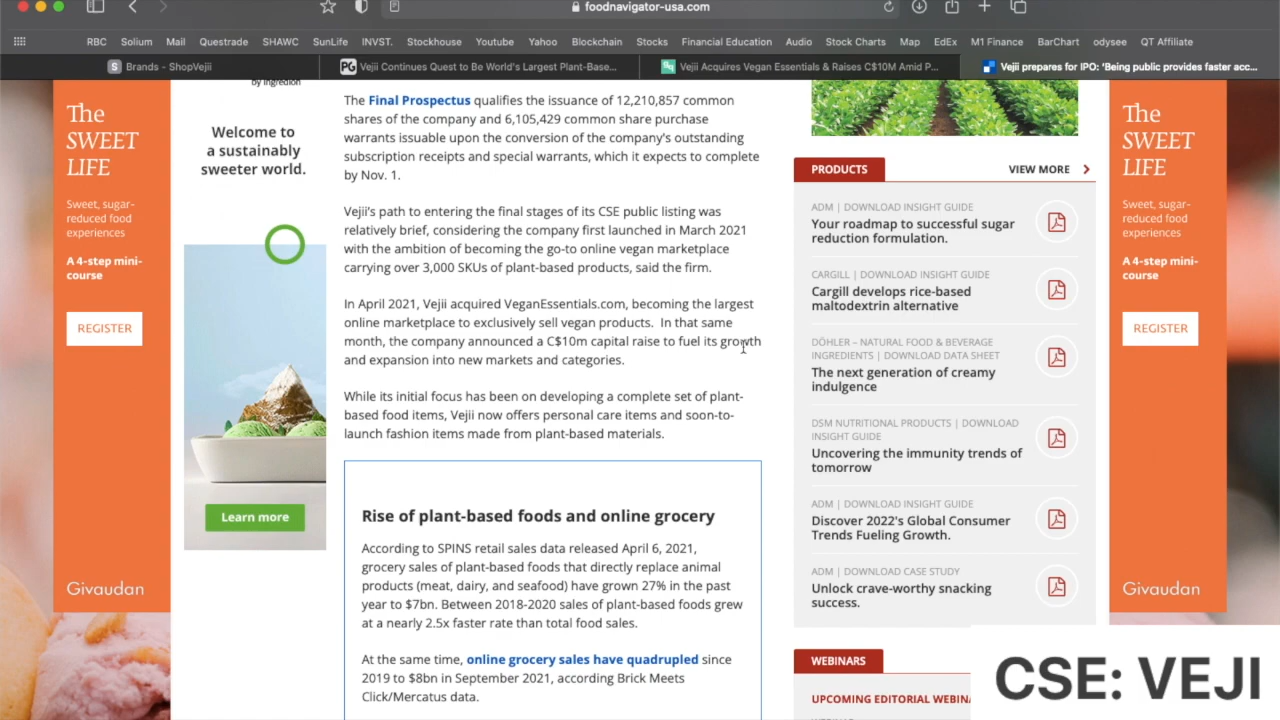 foodnavigator-usa.com
RBC Solium Mail Questrade SHAWC SunLife INVST. Stockhouse Youtube Yahoo Blockchain Stocks Financial Education Audio Stock Charts Map EdEx M1 Finance BarChart odysee QT Affiliate
S Brands - ShopVejii
PG Vejii Continues Quest to Be World's Largest Plant-Base...
Vejii Acquires Vegan Essentials & Raises C$10M Amid P...
Vejii prepares for IPO: 'Being public provides faster acc...
The
SWEET
LIFE
Sweet, sugar-
reduced food
experiences
A 4-step mini-
course
REGISTER
Givaudan
by Ingredion
Welcome to
a sustainably
sweeter world.
Learn more
The Final Prospectus qualifies the issuance of 12,210,857 common
shares of the company and 6,105,429 common share purchase
warrants issuable upon the conversion of the company's outstanding
subscription receipts and special warrants, which it expects to complete
by Nov. 1.
Vejii's path to entering the final stages of its CSE public listing was
relatively brief, considering the company first launched in March 2021
with the ambition of becoming the go-to online vegan marketplace
carrying over 3,000 SKUs of plant-based products, said the firm.
In April 2021, Vejii acquired VeganEssentials.com, becoming the largest
online marketplace to exclusively sell vegan products. In that same
month, the company announced a C$10m capital raise to fuel its growth
and expansion into new markets and categories.
While its initial focus has been on developing a complete set of plant-
based food items, Vejii now offers personal care items and soon-to-
launch fashion items made from plant-based materials.
Rise of plant-based foods and online grocery
According to SPINS retail sales data released April 6, 2021,
grocery sales of plant-based foods that directly replace animal
products (meat, dairy, and seafood) have grown 27% in the past
year to $7bn. Between 2018-2020 sales of plant-based foods grew
at a nearly 2.5x faster rate than total food sales.
At the same time, online grocery sales have quadrupled since
2019 to $8bn in September 2021, according Brick Meets
Click/Mercatus data.
PRODUCTS
VIEW MORE
ADM | DOWNLOAD INSIGHT GUIDE
Your roadmap to successful sugar
reduction formulation.
CARGILL | DOWNLOAD INSIGHT GUIDE
Cargill develops rice-based
maltodextrin alternative
DÖHLER – NATURAL FOOD & BEVERAGE
INGREDIENTS | DOWNLOAD DATA SHEET
The next generation of creamy
indulgence
DSM NUTRITIONAL PRODUCTS | DOWNLOAD
INSIGHT GUIDE
Uncovering the immunity trends of
tomorrow
ADM | DOWNLOAD INSIGHT GUIDE
Discover 2022's Global Consumer
Trends Fueling Growth.
ADM | DOWNLOAD CASE STUDY
Unlock crave-worthy snacking
success.
WEBINARS
UPCOMING EDITORIAL WEBINA
The
SWEET
LIFE
Sweet, sugar-
reduced food
experiences
A 4-step mini-
course
REGISTER
Givaudan
CSE: VEJI